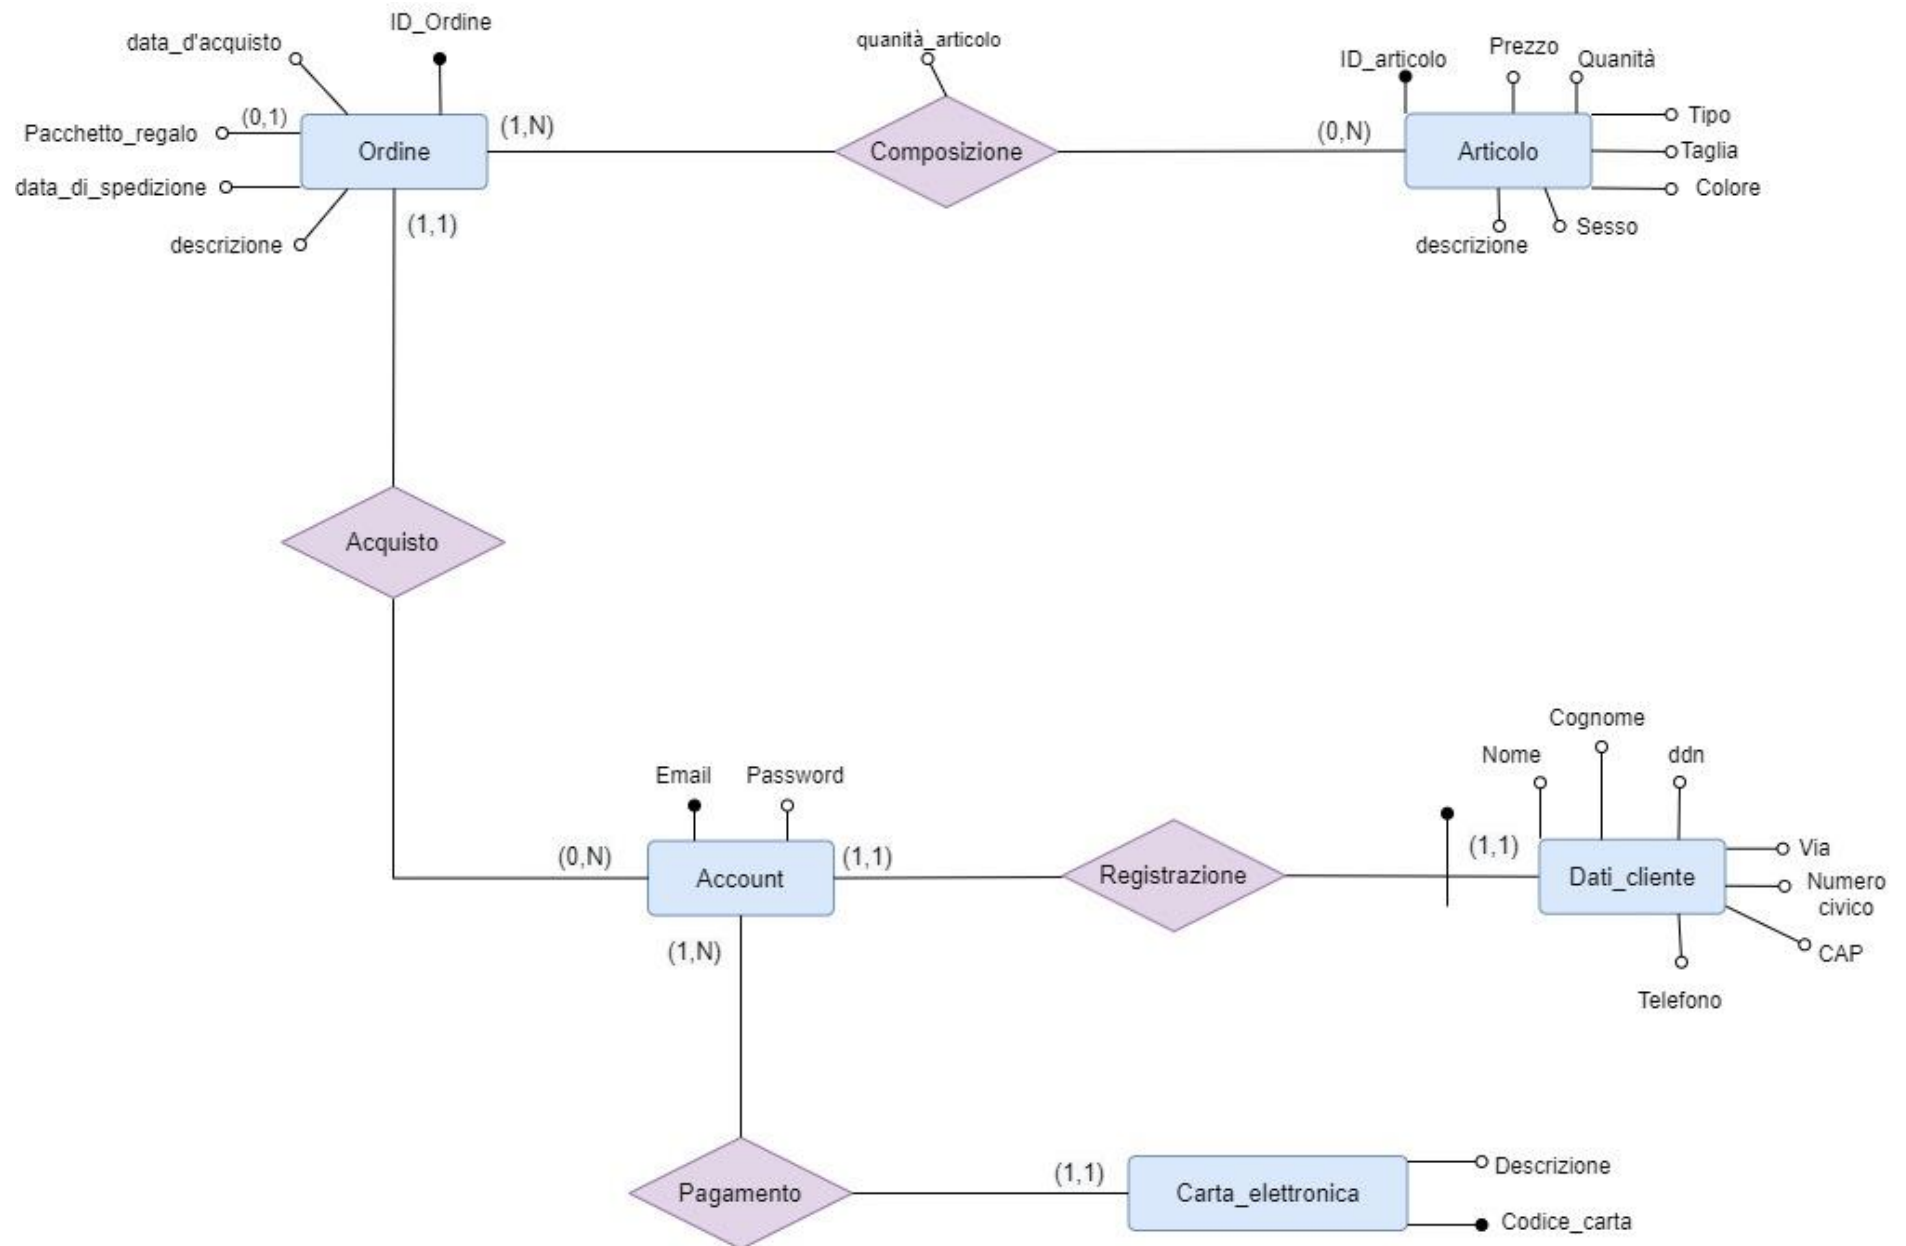 ID_Ordine
data_d'acquisto
quanità_articolo
Prezzo
ID_articolo
Quanità
Pacchetto_regalo
(0,1)
(1,N)
(0,N)
Tipo
Ordine
Composizione
Articolo
Taglia
data_di_spedizione
Colore
(1,1)
descrizione
Sesso
descrizione
Acquisto
Cognome
Nome
ddn
Email
Password
(0,N)
(1,1)
(1,1)
Via
Account
Registrazione
Dati_cliente
Numero
civico
(1,N)
CAP
Telefono
(1,1)
Descrizione
Pagamento
Carta_elettronica
Codice_carta